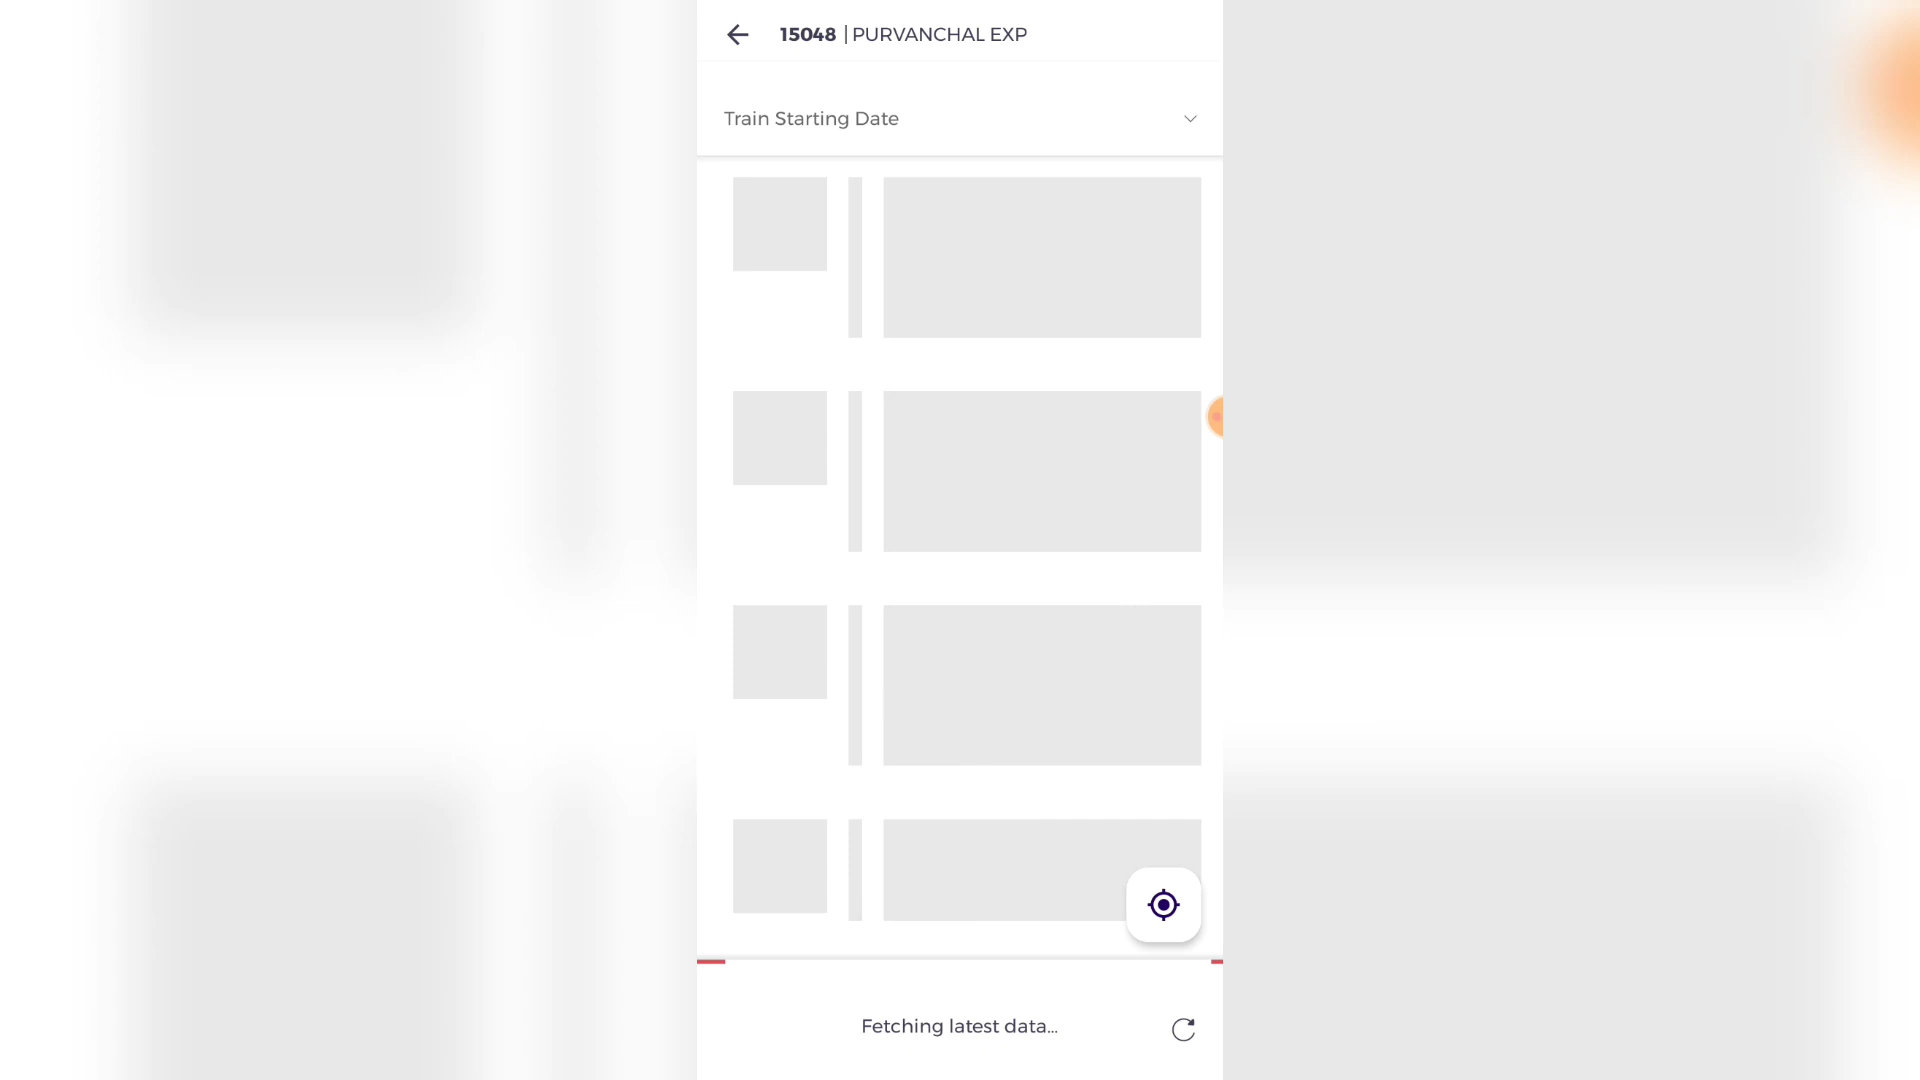 15048 | PURVANCHAL EXP
Train Starting Date
Fetching latest data...